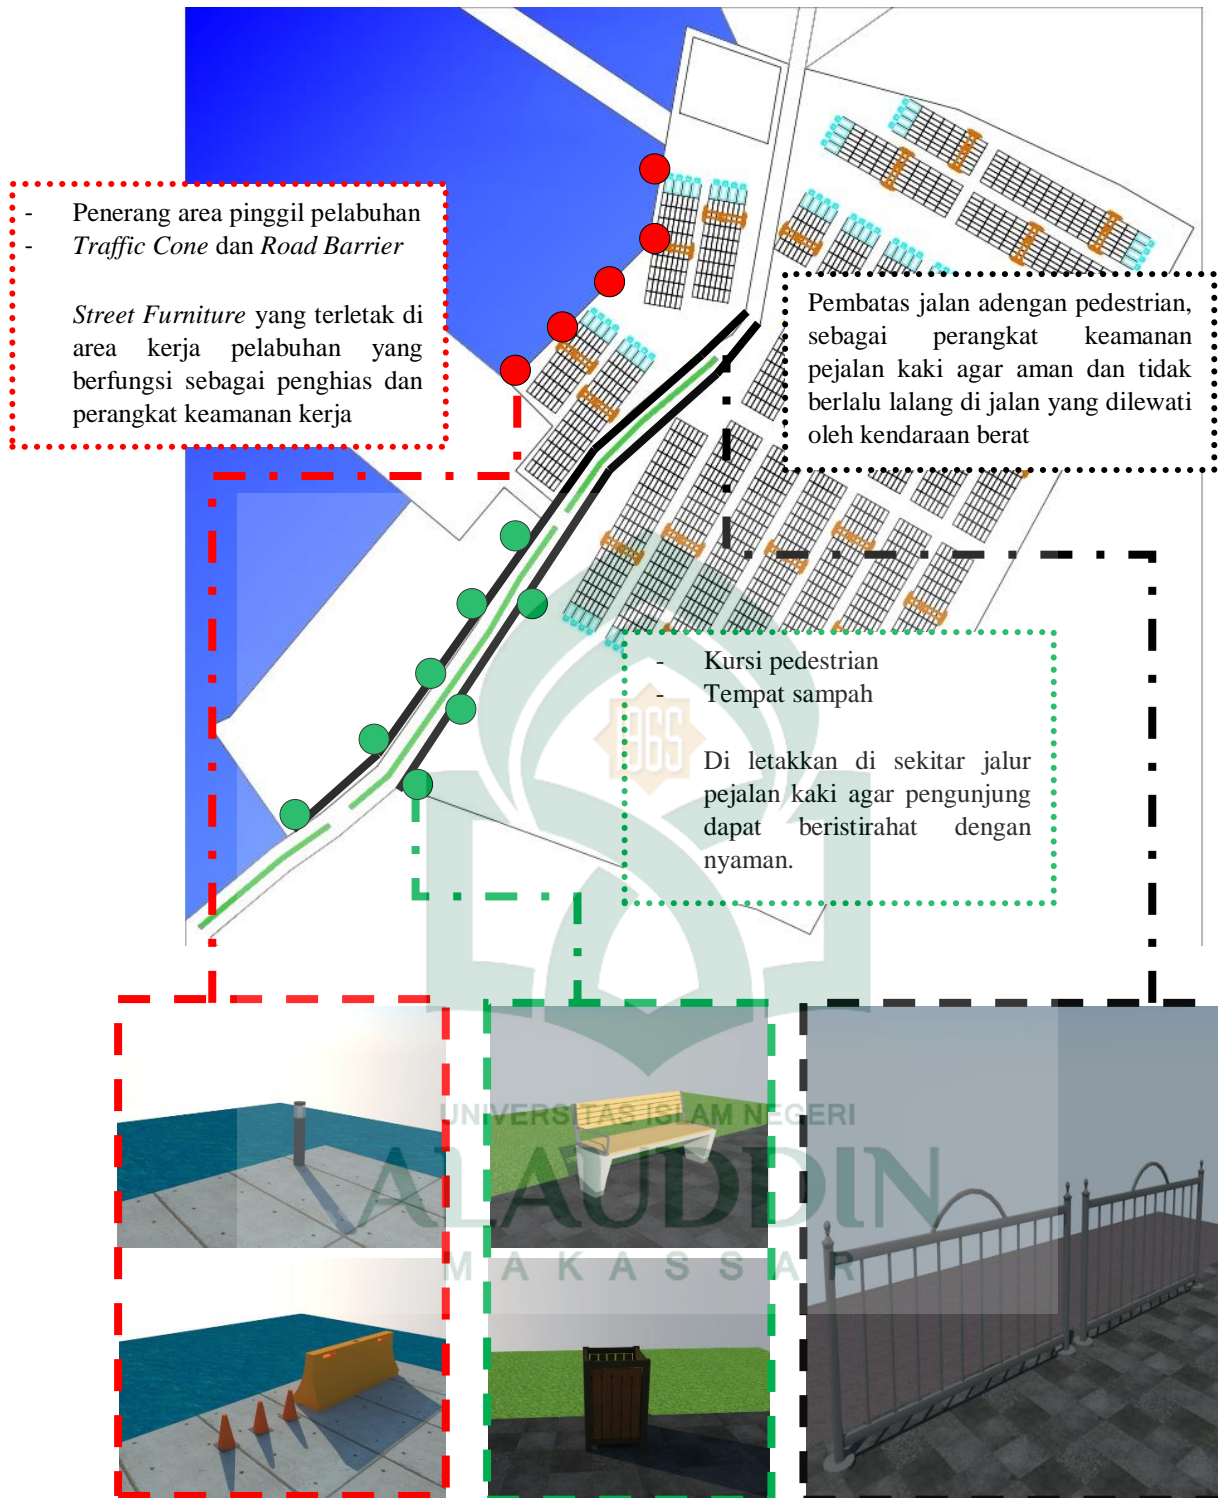 - Penerang area pinggil pelabuhan
- Traffic Cone dan Road Barrier
Street Furniture yang terletak di
area kerja pelabuhan yang
berfungsi sebagai penghias dan
perangkat keamanan kerja
Pembatas jalan adengan pedestrian,
sebagai perangkat keamanan
pejalan kaki agar aman dan tidak
berlalu lalang di jalan yang dilewati
oleh kendaraan berat
- Kursi pedestrian
- Tempat sampah
Di letakkan di sekitar jalur
pejalan kaki agar pengunjung
dapat beristirahat dengan
nyaman.
1965
UNIVERSITAS ISLAM NEGERI
ALAUDDIN
MAKASSAR